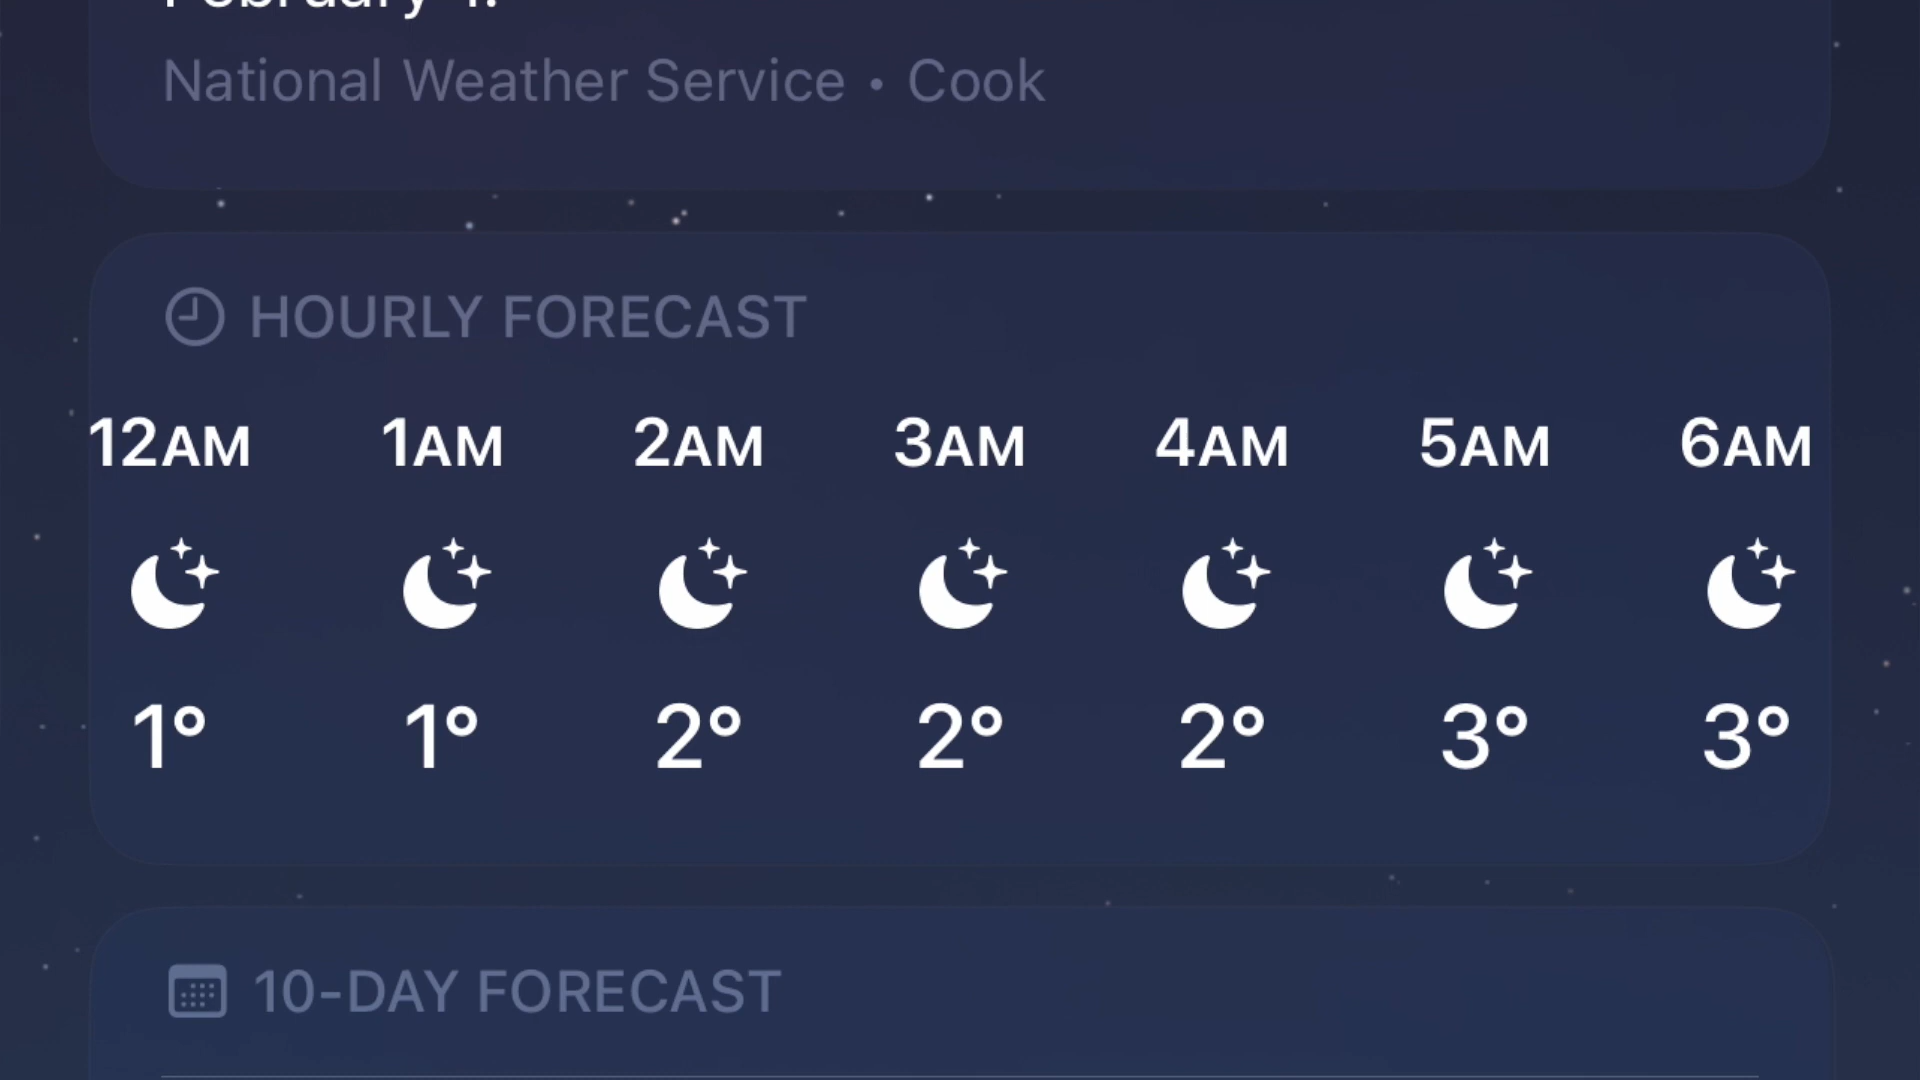 National Weather Service • Cook
HOURLY FORECAST
12AM 1AM 2AM 3AM 4AM 5AM 6AM
1° 1° 2° 2° 2° 3° 3°
10-DAY FORECAST